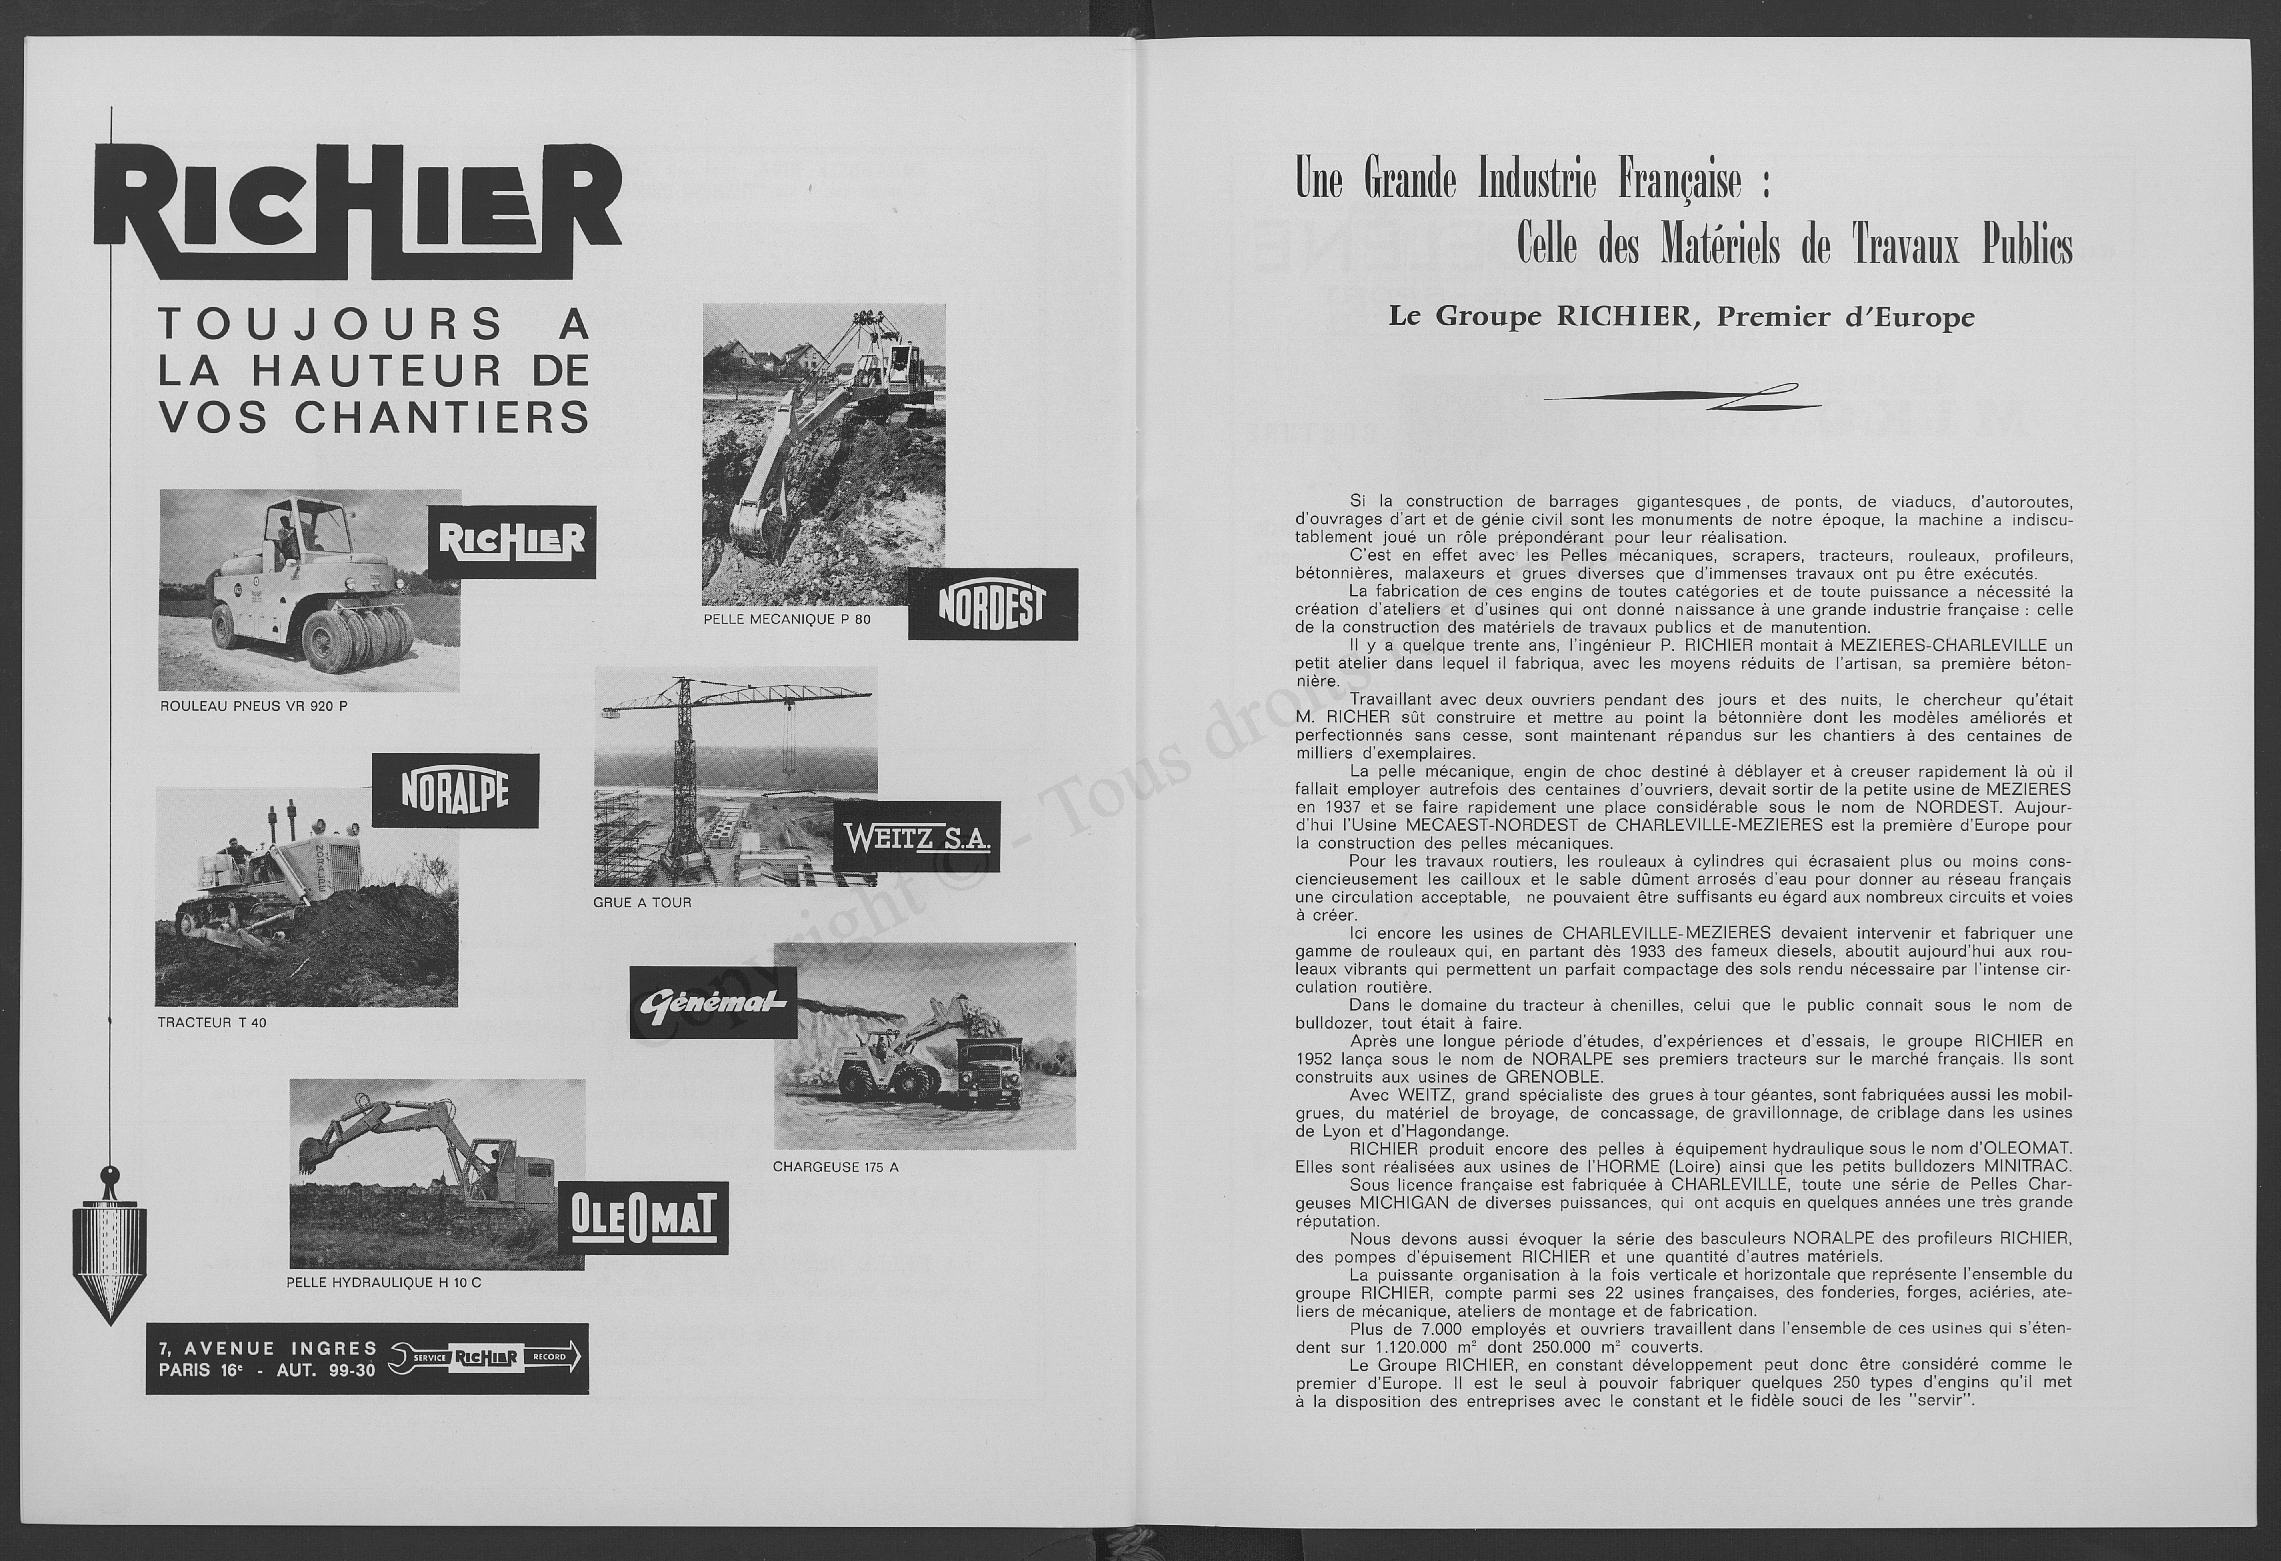 RICHIER
TOUJOURS A
LA HAUTEUR DE
VOS CHANTIERS
RICHIER
ROULEAU PNEUS VR 920 P
PELLE MECANIQUE P 80
NORDEST
NORALPE
TRACTEUR T 40
WEITZ S.A.
GRUE A TOUR
Génémat
CHARGEUSE 175 A
OLEOMAT
PELLE HYDRAULIQUE H 10 C
7, AVENUE INGRES
PARIS 16e - AUT. 99-30
SERVICE RICHIER RECORD
Une Grande Industrie Française :
Celle des Matériels de Travaux Publics
Le Groupe RICHIER, Premier d'Europe
Si la construction de barrages gigantesques, de ponts, de viaducs, d'autoroutes,
d'ouvrages d'art et de génie civil sont les monuments de notre époque, la machine a indiscu-
tablement joué un rôle prépondérant pour leur réalisation.
C'est en effet avec les Pelles mécaniques, scrapers, tracteurs, rouleaux, profileurs,
bétonnières, malaxeurs et grues diverses que d'immenses travaux ont pu être exécutés.
La fabrication de ces engins de toutes catégories et de toute puissance a nécessité la
création d'ateliers et d'usines qui ont donné naissance à une grande industrie française : celle
de la construction des matériels de travaux publics et de manutention.
Il y a quelque trente ans, l'ingénieur P. RICHIER montait à MEZIERES-CHARLEVILLE un
petit atelier dans lequel il fabriqua, avec les moyens réduits de l'artisan, sa première béton-
nière.
Travaillant avec deux ouvriers pendant des jours et des nuits, le chercheur qu'était
M. RICHER sût construire et mettre au point la bétonnière dont les modèles améliorés et
perfectionnés sans cesse, sont maintenant répandus sur les chantiers à des centaines de
milliers d'exemplaires.
La pelle mécanique, engin de choc destiné à déblayer et à creuser rapidement là où il
fallait employer autrefois des centaines d'ouvriers, devait sortir de la petite usine de MEZIERES
en 1937 et se faire rapidement une place considérable sous le nom de NORDEST. Aujour-
d'hui l'Usine MECAEST-NORDEST de CHARLEVILLE-MEZIERES est la première d'Europe pour
la construction des pelles mécaniques.
Pour les travaux routiers, les rouleaux à cylindres qui écrasaient plus ou moins cons-
ciencieusement les cailloux et le sable dûment arrosés d'eau pour donner au réseau français
une circulation acceptable, ne pouvaient être suffisants eu égard aux nombreux circuits et voies
à créer.
Ici encore les usines de CHARLEVILLE-MEZIERES devaient intervenir et fabriquer une
gamme de rouleaux qui, en partant dès 1933 des fameux diesels, aboutit aujourd'hui aux rou-
leaux vibrants qui permettent un parfait compactage des sols rendu nécessaire par l'intense cir-
culation routière.
Dans le domaine du tracteur à chenilles, celui que le public connaît sous le nom de
bulldozer, tout était à faire.
Après une longue période d'études, d'expériences et d'essais, le groupe RICHIER en
1952 lança sous le nom de NORALPE ses premiers tracteurs sur le marché français. Ils sont
construits aux usines de GRENOBLE.
Avec WEITZ, grand spécialiste des grues à tour géantes, sont fabriquées aussi les mobil-
grues, du matériel de broyage, de concassage, de gravillonnage, de criblage dans les usines
de Lyon et d'Hagondange.
RICHIER produit encore des pelles à équipement hydraulique sous le nom d'OLEOMAT.
Elles sont réalisées aux usines de l'HORME (Loire) ainsi que les petits bulldozers MINITRAC.
Sous licence française est fabriquée à CHARLEVILLE, toute une série de Pelles Char-
geuses MICHIGAN de diverses puissances, qui ont acquis en quelques années une très grande
réputation.
Nous devons aussi évoquer la série des basculeurs NORALPE des profileurs RICHIER,
des pompes d'épuisement RICHIER et une quantité d'autres matériels.
La puissante organisation à la fois verticale et horizontale que représente l'ensemble du
groupe RICHIER, compte parmi ses 22 usines françaises, des fonderies, forges, aciéries, ate-
liers de mécanique, ateliers de montage et de fabrication.
Plus de 7.000 employés et ouvriers travaillent dans l'ensemble de ces usines qui s'éten-
dent sur 1.120.000 m² dont 250.000 m² couverts.
Le Groupe RICHIER, en constant développement peut donc être considéré comme le
premier d'Europe. Il est le seul à pouvoir fabriquer quelques 250 types d'engins qu'il met
à la disposition des entreprises avec le constant et le fidèle souci de les "servir".
Copyright © - Tous droits réservés